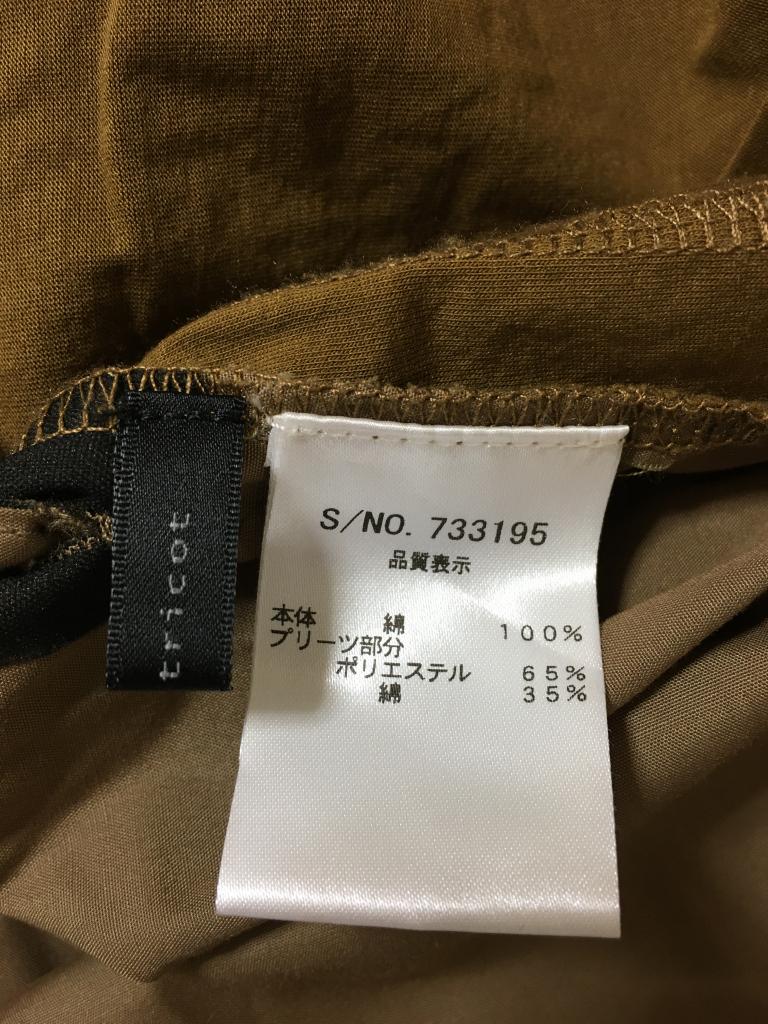 tricot
S/NO. 733195
品質表示
本体 綿 100%
プリーツ部分
ポリエステル 65%
綿 35%